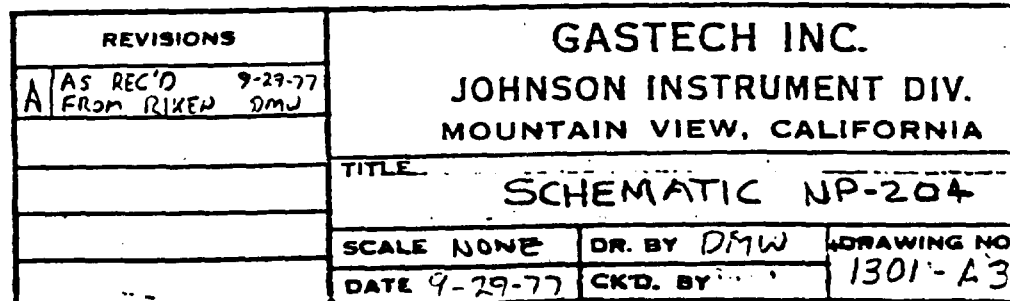 REVISIONS
A AS REC'D 9-29-77
FROM RIKEN DMW
GASTECH INC.
JOHNSON INSTRUMENT DIV.
MOUNTAIN VIEW, CALIFORNIA
TITLE
SCHEMATIC NP-204
SCALE NONE DR. BY DMW DRAWING NO
DATE 9-29-77 CK'D. BY 1301-A3